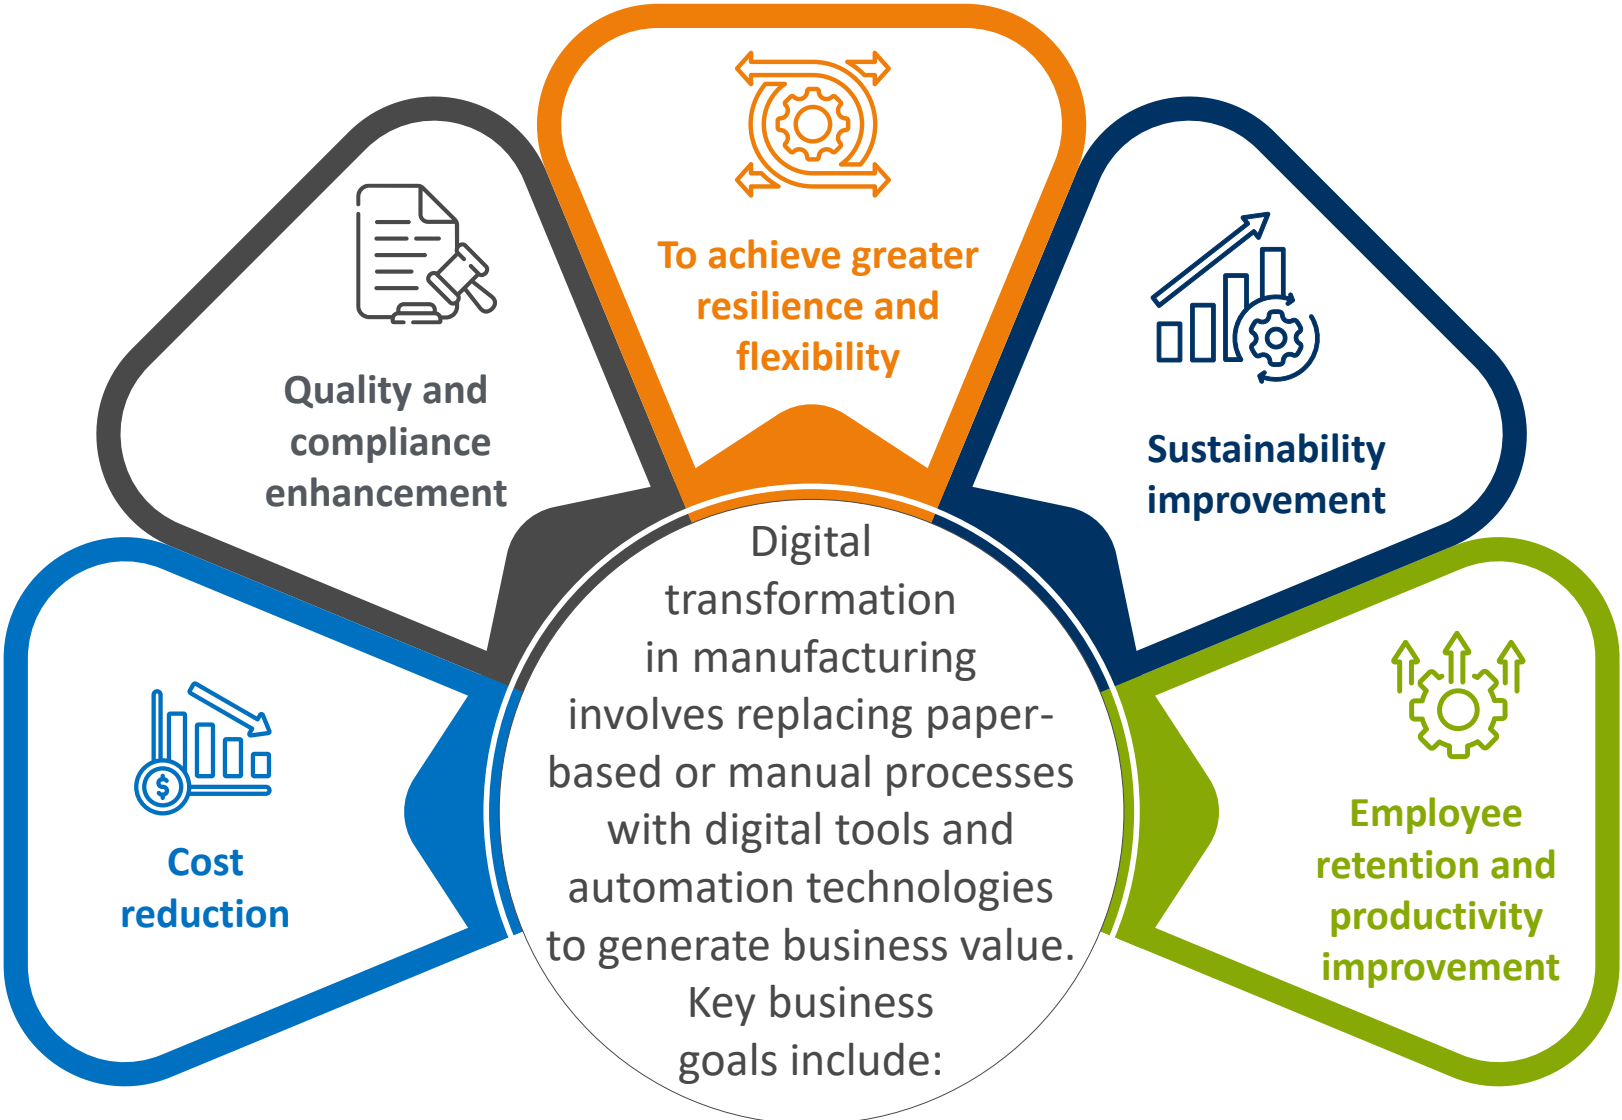 To achieve greater
resilience and
flexibility
Quality and
compliance
enhancement
Sustainability
improvement
Cost
reduction
$
Employee
retention and
productivity
improvement
Digital
transformation
in manufacturing
involves replacing paper-
based or manual processes
with digital tools and
automation technologies
to generate business value.
Key business
goals include: